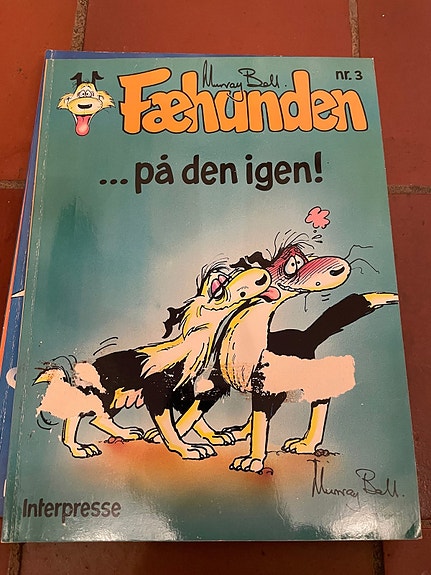 Murray Ball.
nr. 3
Fæhunden
...på den igen!
Murray Ball.
Interpresse